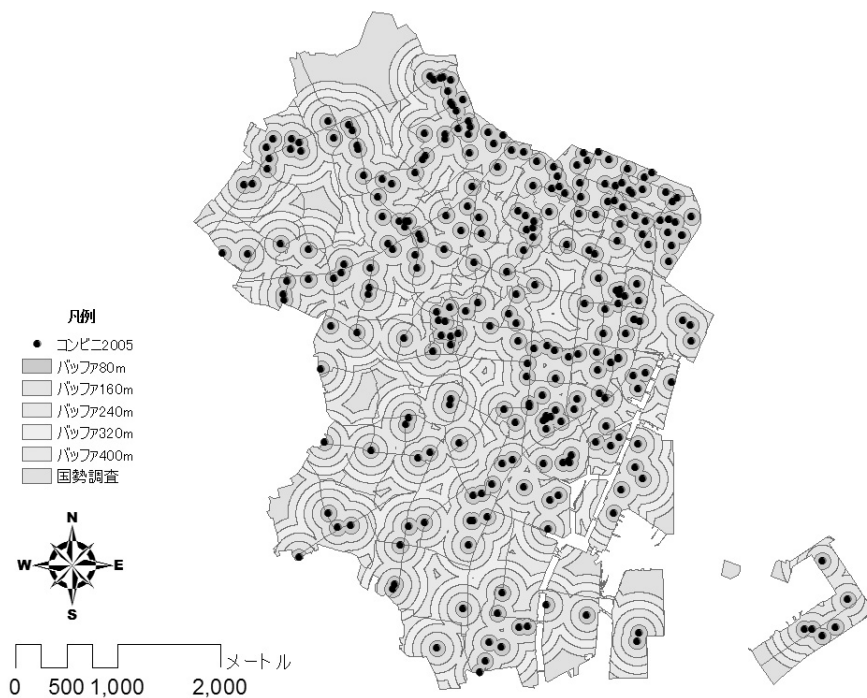 凡例
コンビニ2005
バッファ80m
バッファ160m
バッファ240m
バッファ320m
バッファ400m
国勢調査
N
W E
S
メートル
0 500 1,000 2,000